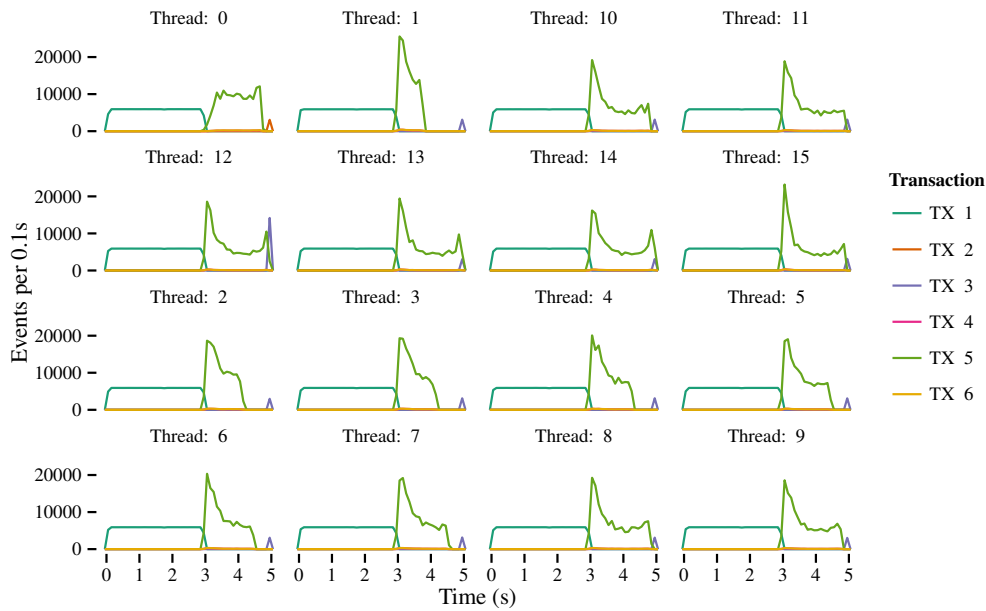 Thread: 0
Thread: 1
Thread: 10
Thread: 11
20000
10000
0
Thread: 12
Thread: 13
Thread: 14
Thread: 15
20000
10000
0
Thread: 2
Thread: 3
Thread: 4
Thread: 5
20000
10000
0
Thread: 6
Thread: 7
Thread: 8
Thread: 9
20000
10000
0
0 1 2 3 4 5
0 1 2 3 4 5
0 1 2 3 4 5
0 1 2 3 4 5
Time (s)
Events per 0.1s
Transaction
TX 1
TX 2
TX 3
TX 4
TX 5
TX 6